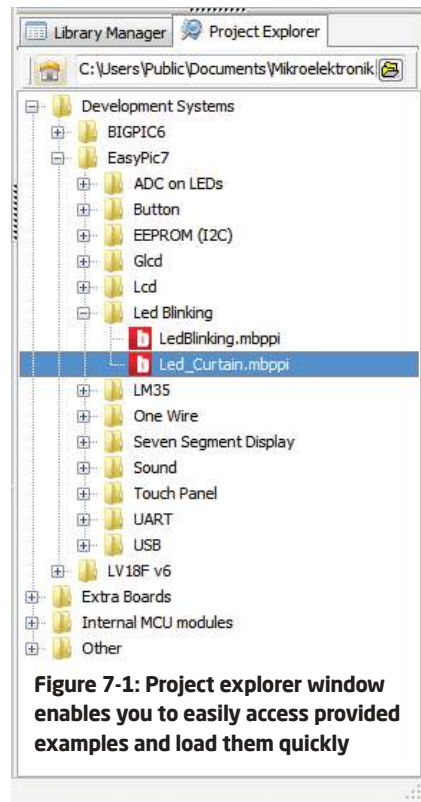 Library Manager Project Explorer
C:\Users\Public\Documents\Mikroelektronik
Development Systems
BIGPIC6
EasyPic7
ADC on LEDs
Button
EEPROM (I2C)
Glcd
Lcd
Led Blinking
LedBlinking.mbppi
Led_Curtain.mbppi
LM35
One Wire
Seven Segment Display
Sound
Touch Panel
UART
USB
LV18F v6
Extra Boards
Internal MCU modules
Other
Figure 7-1: Project explorer window
enables you to easily access provided
examples and load them quickly